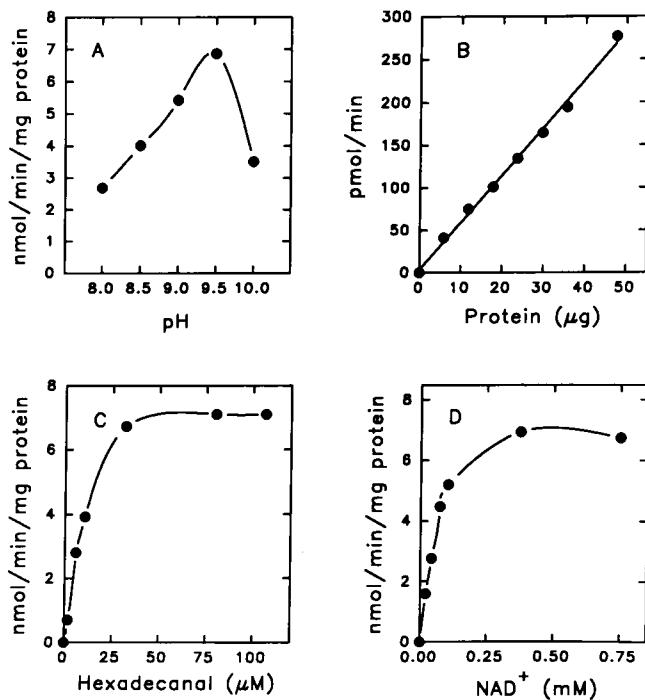 A
nmol/min/mg protein
8
7
6
5
4
3
2
1
0
8.0 8.5 9.0 9.5 10.0
pH
B
pmol/min
300
250
200
150
100
50
0
0 10 20 30 40 50
Protein (μg)
C
nmol/min/mg protein
8
6
4
2
0
0 25 50 75 100
Hexadecanal (μM)
D
nmol/min/mg protein
8
6
4
2
0
0.00 0.25 0.50 0.75
NAD⁺ (mM)